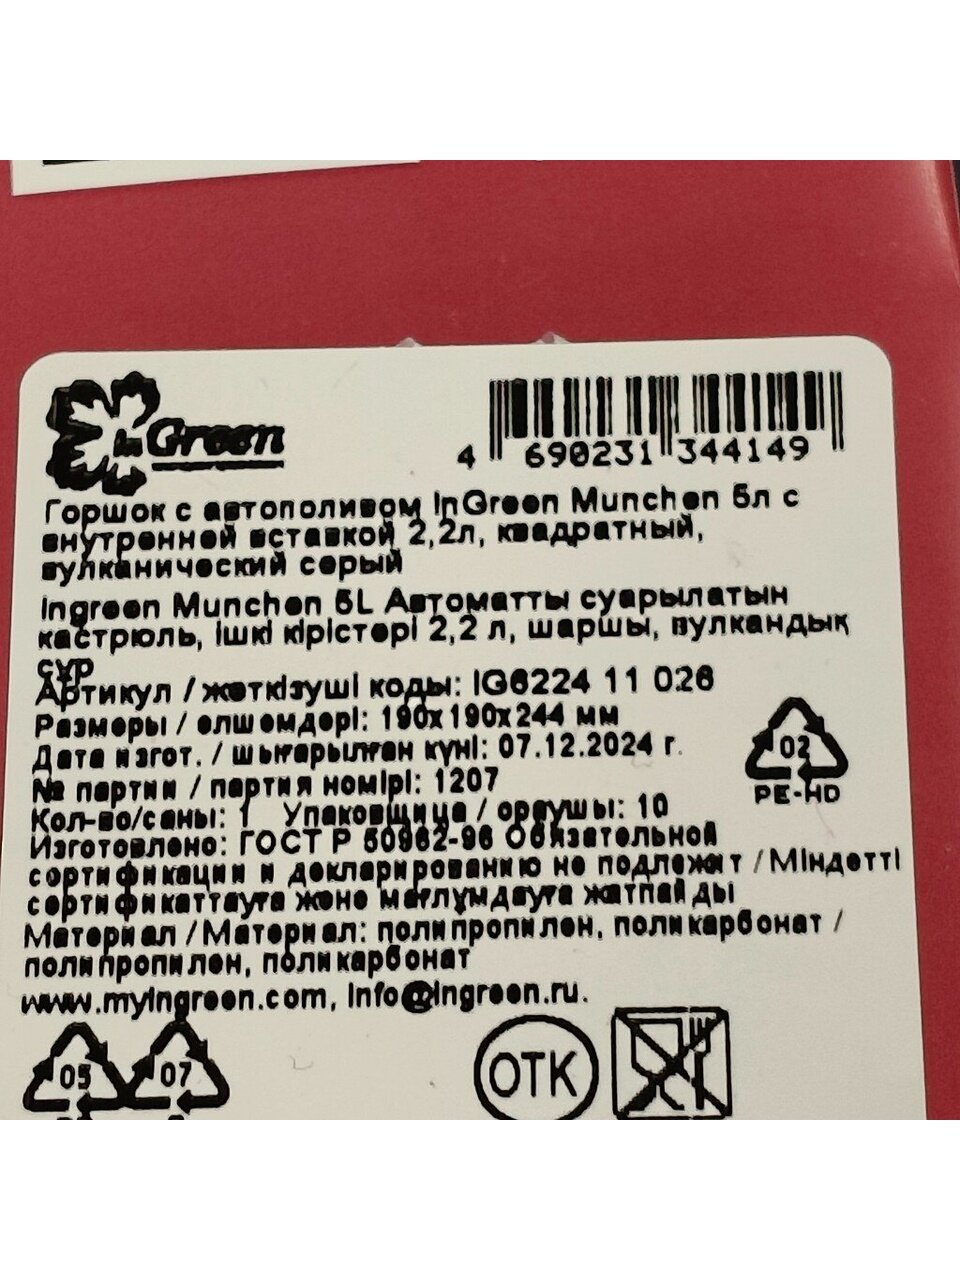 InGreen
4 690231 344149
Горшок с автополивом InGreen Munchen 5л с
внутренней вставкой 2,2л, квадратный,
вулканический серый
Ingreen Munchen 5L Автоматты суарылатын
кастрюль, ішкі кірістері 2,2 л, шаршы, вулкандық
сұр
Артикул / жеткізуші коды: IG6224 11 026
Размеры / өлшемдері: 190x190x244 мм
Дата изгот. / шығарылған күні: 07.12.2024 г.
№ партии / партия номірі: 1207
Кол-во/саны: 1 Упаковщица / ораушы: 10
Изготовлено: ГОСТ Р 50962-96 Обязательной
сертификации и декларированию не подлежит / Міндетті
сертификаттауға және мәглұмдауға жатпайды
Материал / Материал: полипропилен, поликарбонат /
полипропилен, поликарбонат
www.myingreen.com, info@ingreen.ru.
02
PE-HD
05
07
ОТК